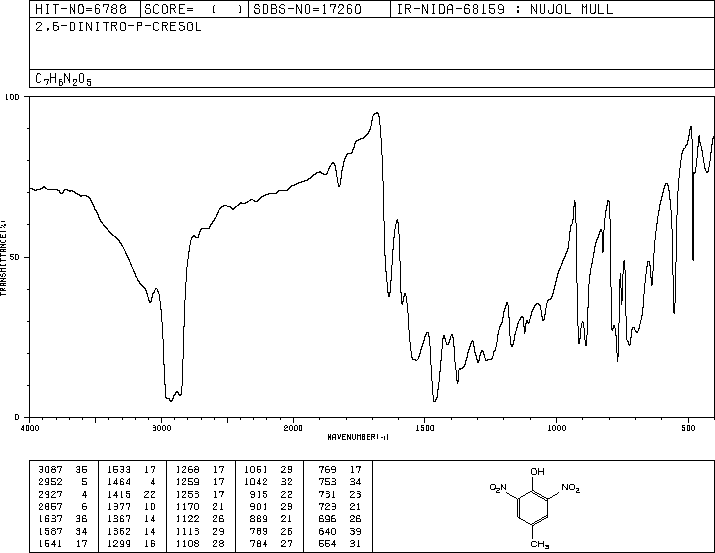 HIT-NO=6788 SCORE= ( ) SDBS-NO=17260 IR-NIDA-68159 : NUJOL MULL
2,6-DINITRO-P-CRESOL
C7H6N2O5
100
50
0
TRANSMITTANCE(%)
4000 3000 2000 1500 1000 500
WAVENUMBER(-1)
3087 36 1533 17 1268 17 1061 29 769 17
2952 5 1464 4 1259 17 1042 32 753 34
2927 4 1415 22 1253 17 915 22 731 23
2867 6 1377 10 1170 21 901 29 723 21
1637 36 1367 14 1122 26 889 21 696 26
1587 34 1362 14 1113 29 789 26 640 39
1541 17 1299 16 1108 28 784 27 554 31
OH
O2N NO2
CH3